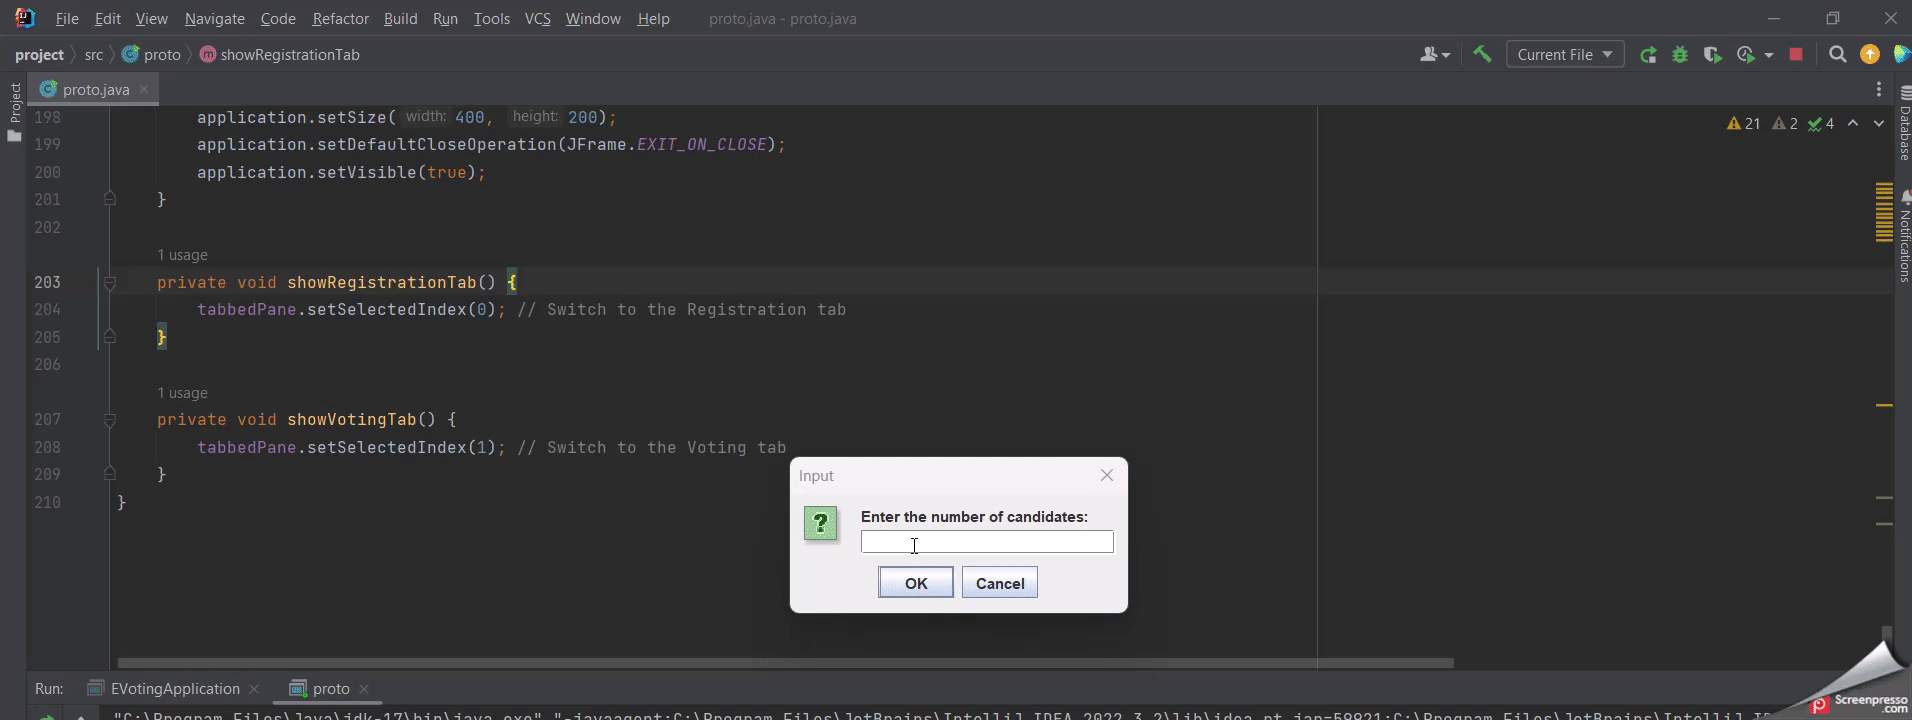 File Edit View Navigate Code Refactor Build Run Tools VCS Window Help proto.java - proto.java
project src proto showRegistrationTab Current File
proto.java
Project
198 application.setSize( width: 400, height: 200);
21 2 4
199 application.setDefaultCloseOperation(JFrame.EXIT_ON_CLOSE);
200 application.setVisible(true);
201 }
202
1 usage
203 private void showRegistrationTab() {
204 tabbedPane.setSelectedIndex(0); // Switch to the Registration tab
205 }
206
1 usage
207 private void showVotingTab() {
208 tabbedPane.setSelectedIndex(1); // Switch to the Voting tab
209 }
210 }
Database
Notifications
Input
?
Enter the number of candidates:
OK Cancel
Run: EVotingApplication proto
"C:\Program Files\Java\jdk-17\bin\java.exe" "-javaagent:C:\Program Files\JetBrains\IntelliJ IDEA 2022.3.2\lib\idea_rt.jar=59921:C:\Program Files\JetBrains\IntelliJ
Screenpresso
.com